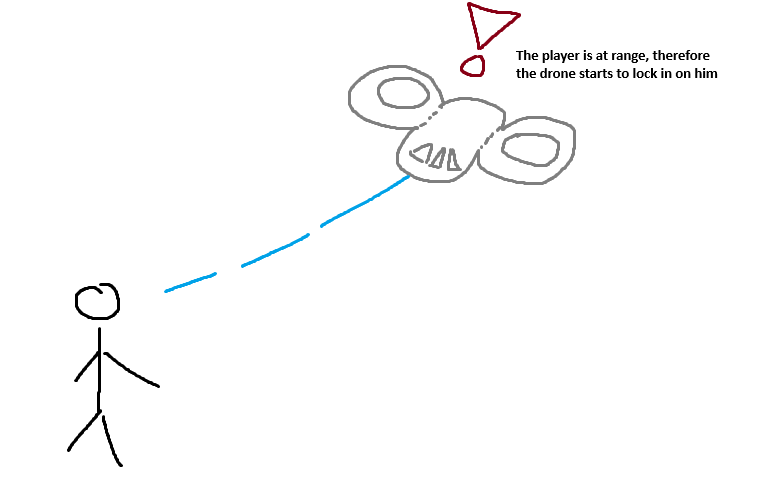 The player is at range, therefore
the drone starts to lock in on him